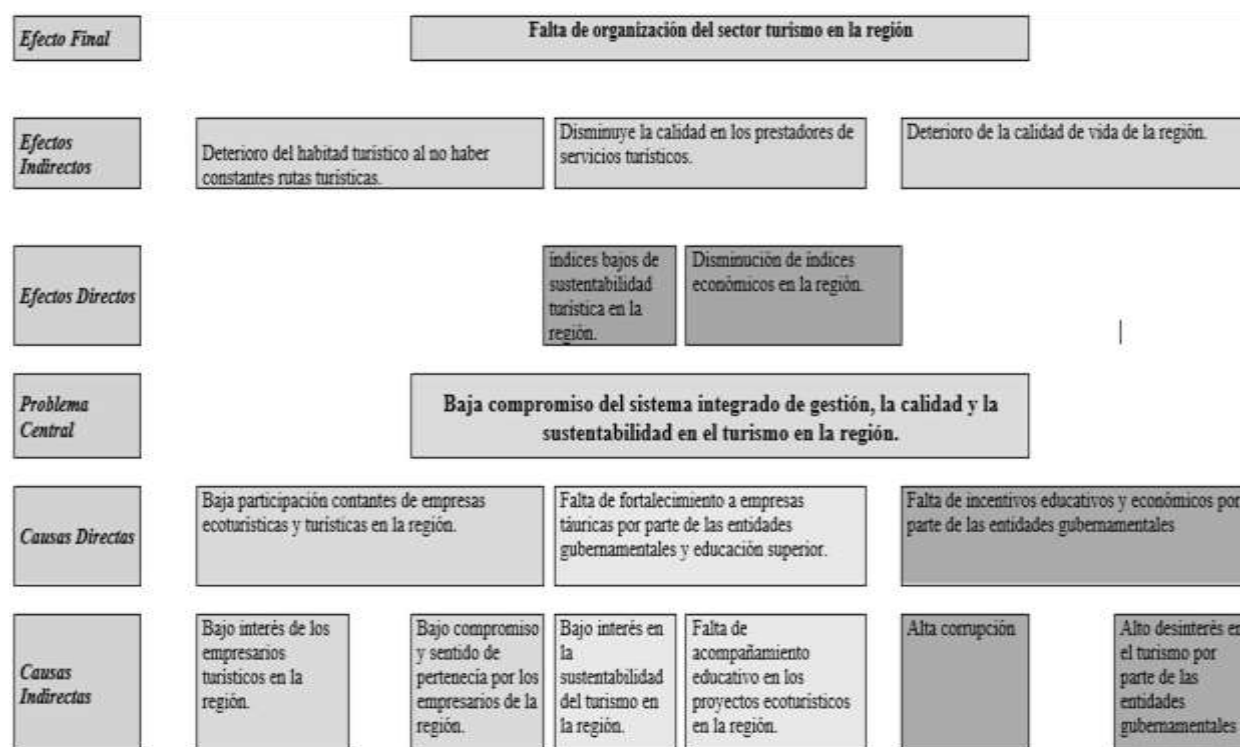 Efecto Final
Falta de organización del sector turismo en la región
Efectos
Indirectos
Deterioro del habitad turistico al no haber
constantes rutas turisticas.
Disminuye la calidad en los prestadores de
servicios turísticos.
Deterioro de la calidad de vida de la región.
Efectos Directos
índices bajos de
sustentabilidad
turística en la
región.
Disminución de índices
económicos en la región.
Problema
Central
Baja compromiso del sistema integrado de gestión, la calidad y la
sustentabilidad en el turismo en la región.
Causas Directas
Baja participación contantes de empresas
ecoturísticas y turísticas en la región.
Falta de fortalecimiento a empresas
táuricas por parte de las entidades
gubernamentales y educación superior.
Falta de incentivos educativos y económicos por
parte de las entidades gubernamentales
Causas
Indirectas
Bajo interés de los
empresarios
turísticos en la
región.
Bajo compromiso
y sentido de
pertenecía por los
empresarios de la
región.
Bajo interés en
la
sustentabilidad
del turismo en
la región.
Falta de
acompañamiento
educativo en los
proyectos ecoturísticos
en la región.
Alta corrupción
Alto desinterés en
el turismo por
parte de las
entidades
gubernamentales